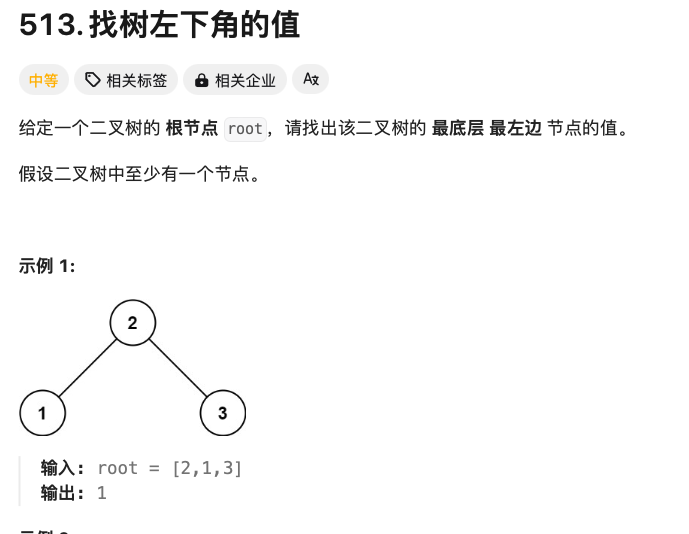 513.找树左下角的值
中等 相关标签 相关企业 Ax
给定一个二叉树的 根节点 root，请找出该二叉树的 最底层 最左边 节点的值。
假设二叉树中至少有一个节点。
示例 1:
2
1 3
输入: root = [2,1,3]
输出: 1